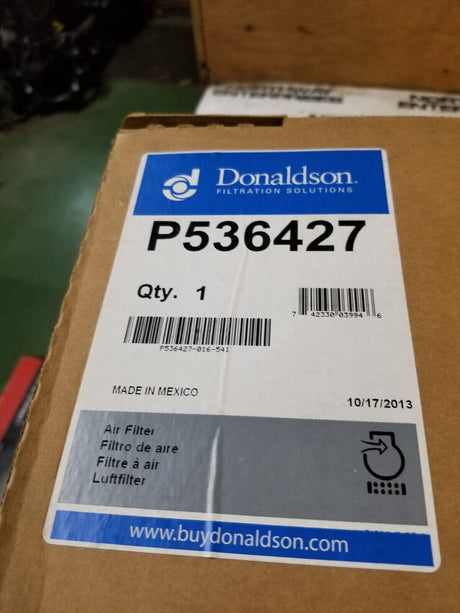 Donaldson.
FILTRATION SOLUTIONS
P536427
Qty. 1
7 42330 03994 6
P536427-016-541
MADE IN MEXICO
10/17/2013
Air Filter
Filtro de aire
Filtre à air
Luftfilter
www.buydonaldson.com